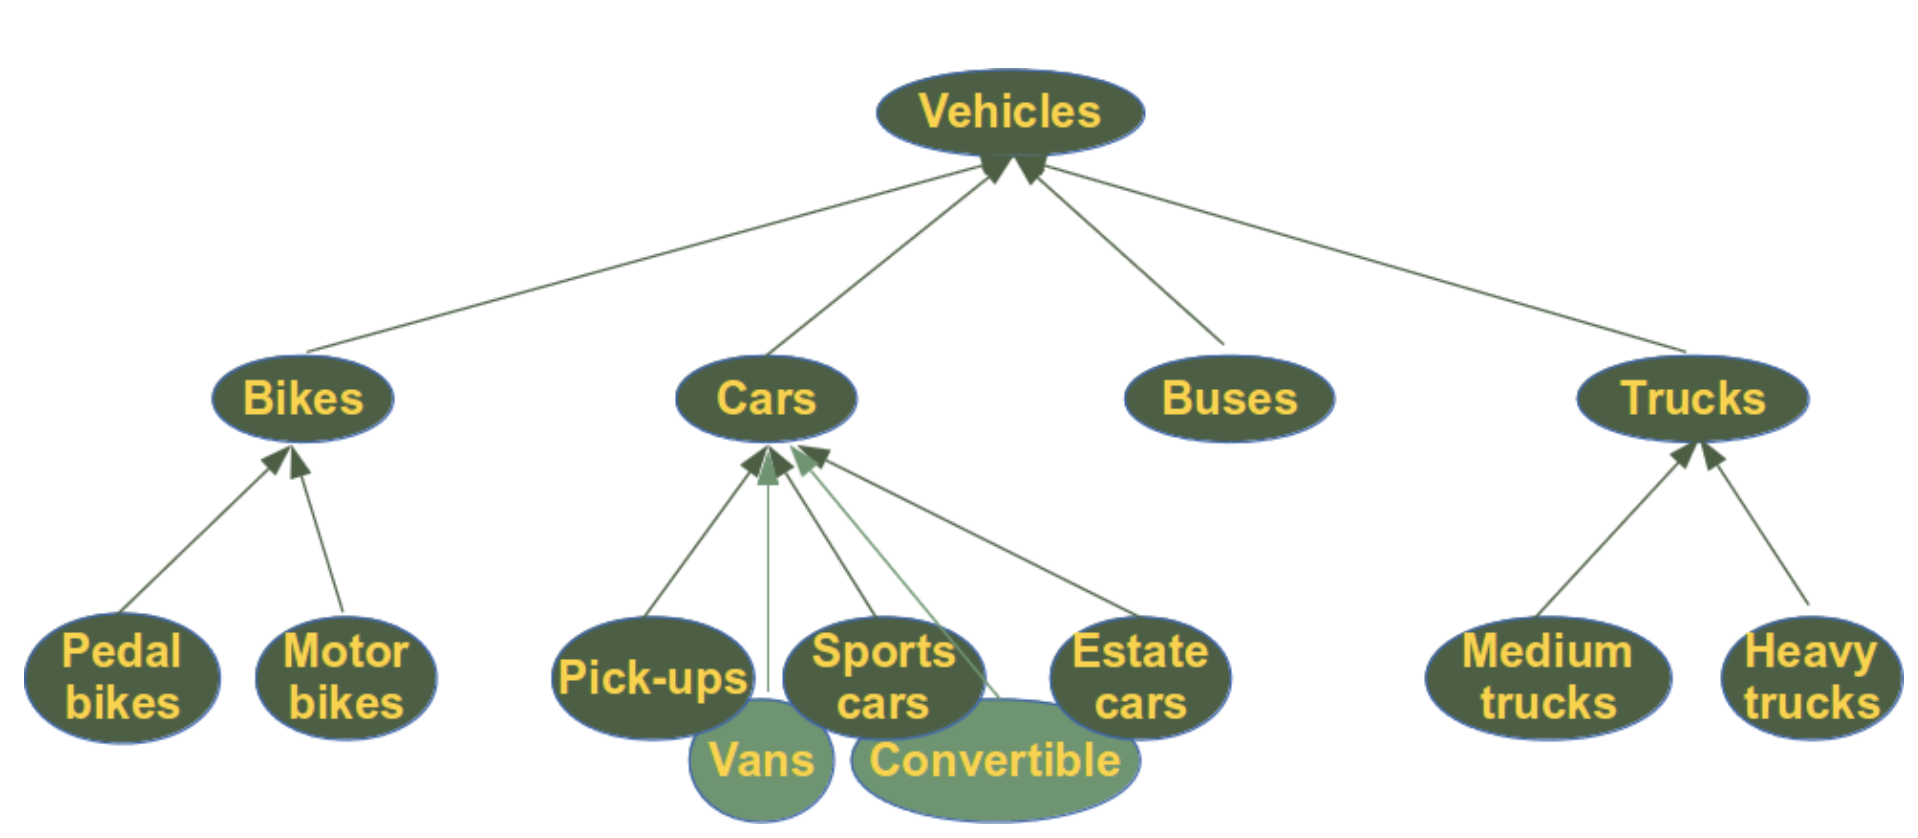 Vehicles
Bikes
Cars
Buses
Trucks
Pedal
bikes
Motor
bikes
Pick-ups
Sports
cars
Estate
cars
Medium
trucks
Heavy
trucks
Vans
Convertible